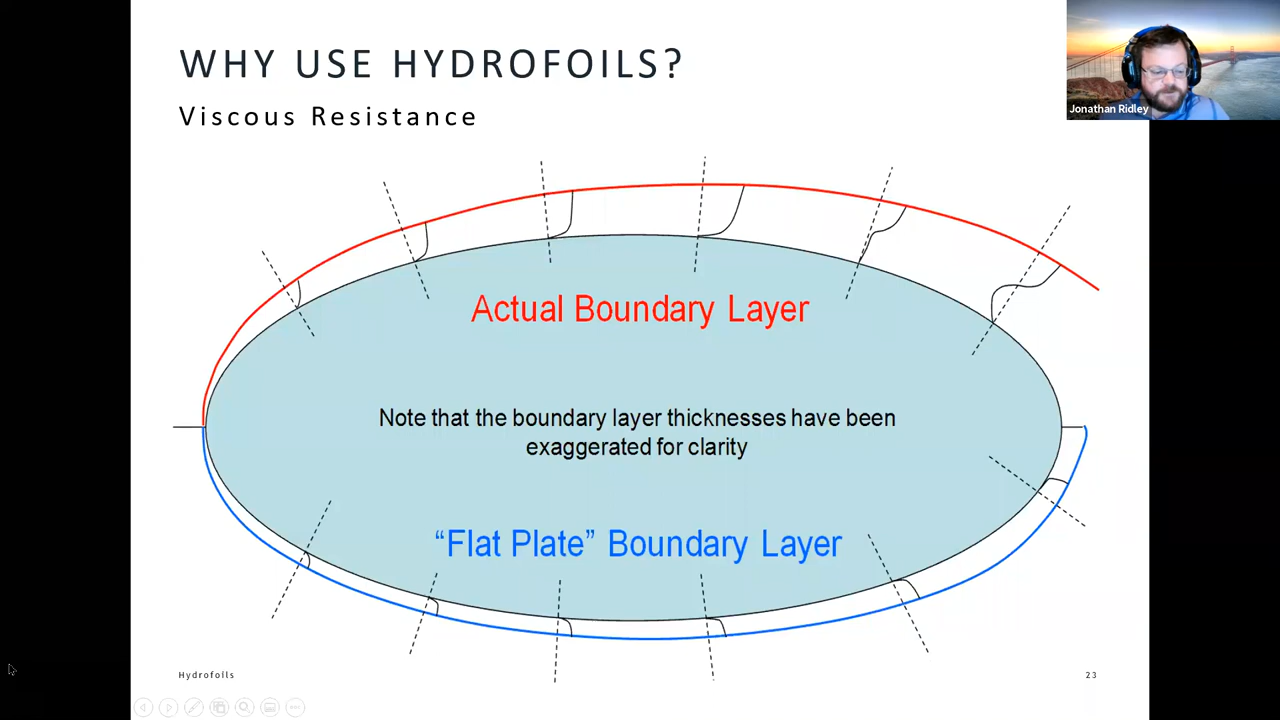 WHY USE HYDROFOILS?
Viscous Resistance
Jonathan Ridley
Actual Boundary Layer
Note that the boundary layer thicknesses have been
exaggerated for clarity
“Flat Plate” Boundary Layer
Hydrofoils
23